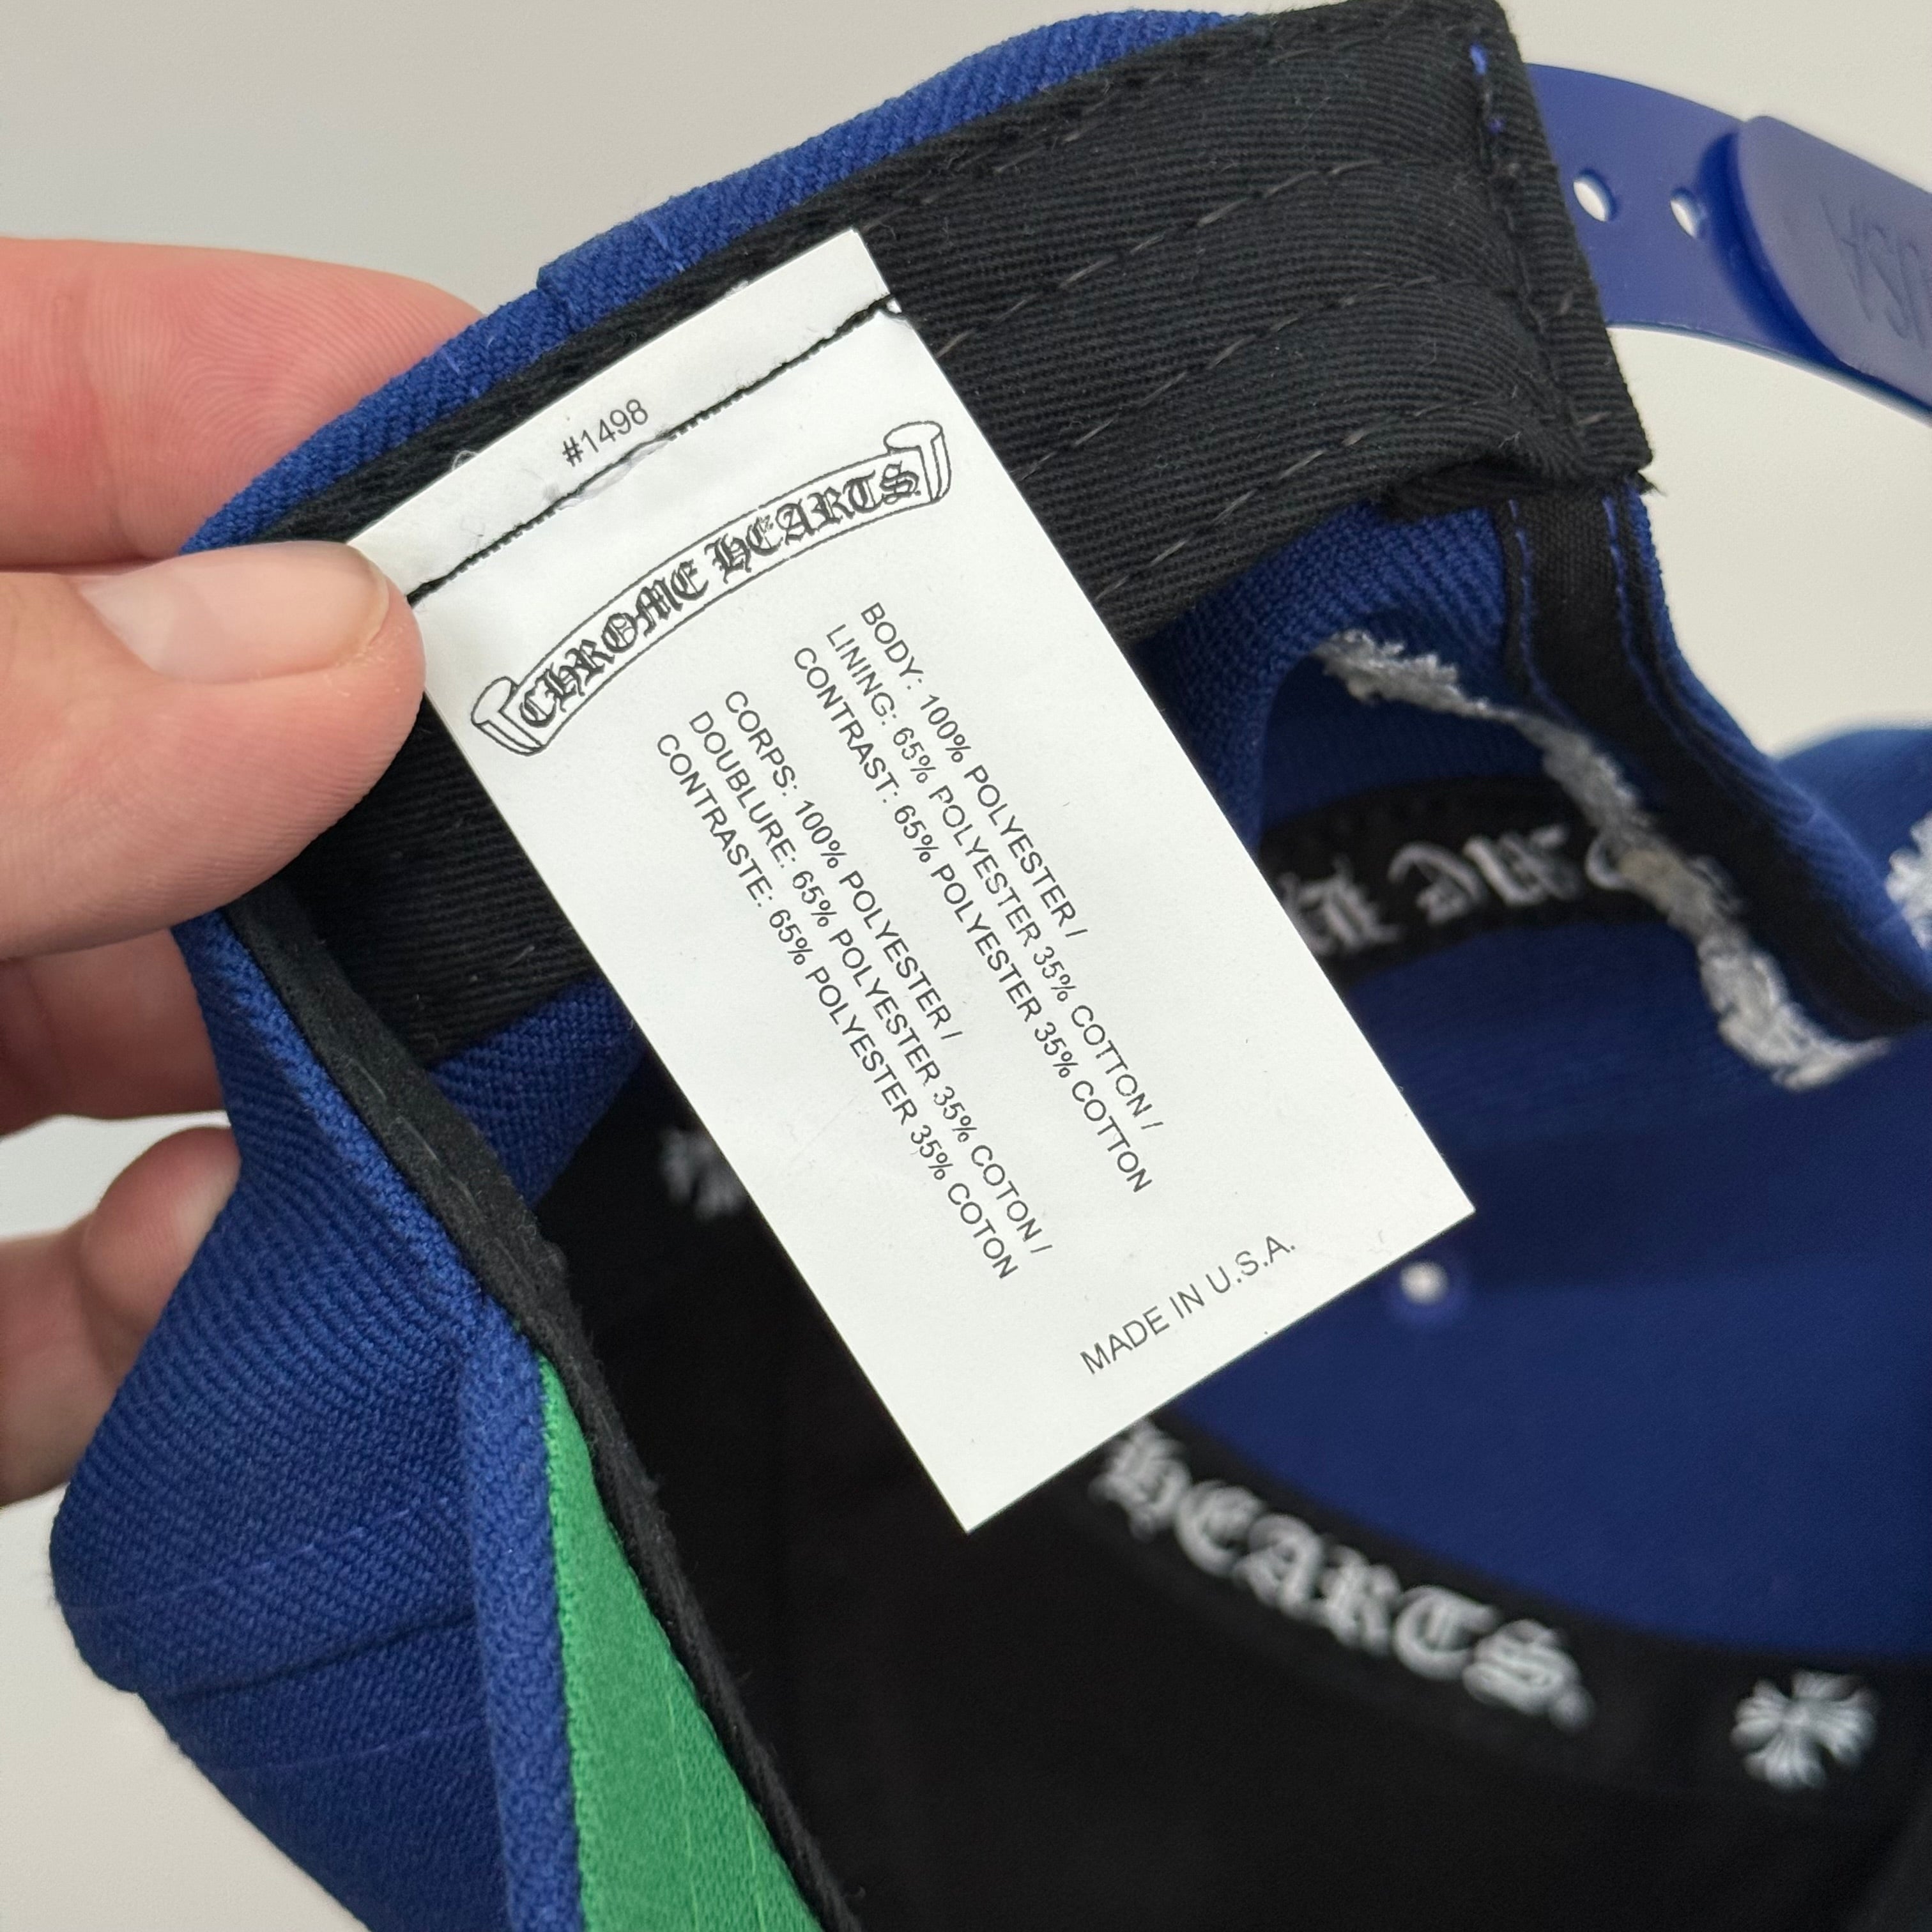 #1498
CHROME HEARTS
BODY: 100% POLYESTER /
LINING: 65% POLYESTER 35% COTTON /
CONTRAST: 65% POLYESTER 35% COTTON
CORPS: 100% POLYESTER /
DOUBLURE: 65% POLYESTER 35% COTON /
CONTRASTE: 65% POLYESTER 35% COTON
MADE IN U.S.A.
USA
HEARTS